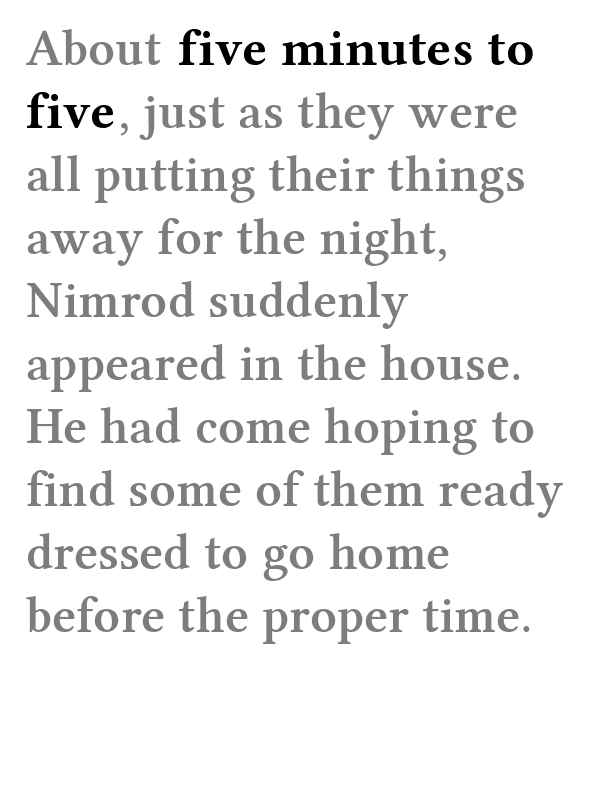 About five minutes to
five, just as they were
all putting their things
away for the night,
Nimrod suddenly
appeared in the house.
He had come hoping to
find some of them ready
dressed to go home
before the proper time.